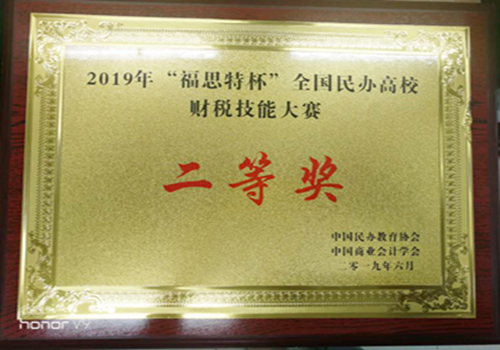 2019年“福思特杯”全国民办高校
财税技能大赛
二等奖
中国民办教育协会
中国商业会计学会
二零一九年六月
honor V9